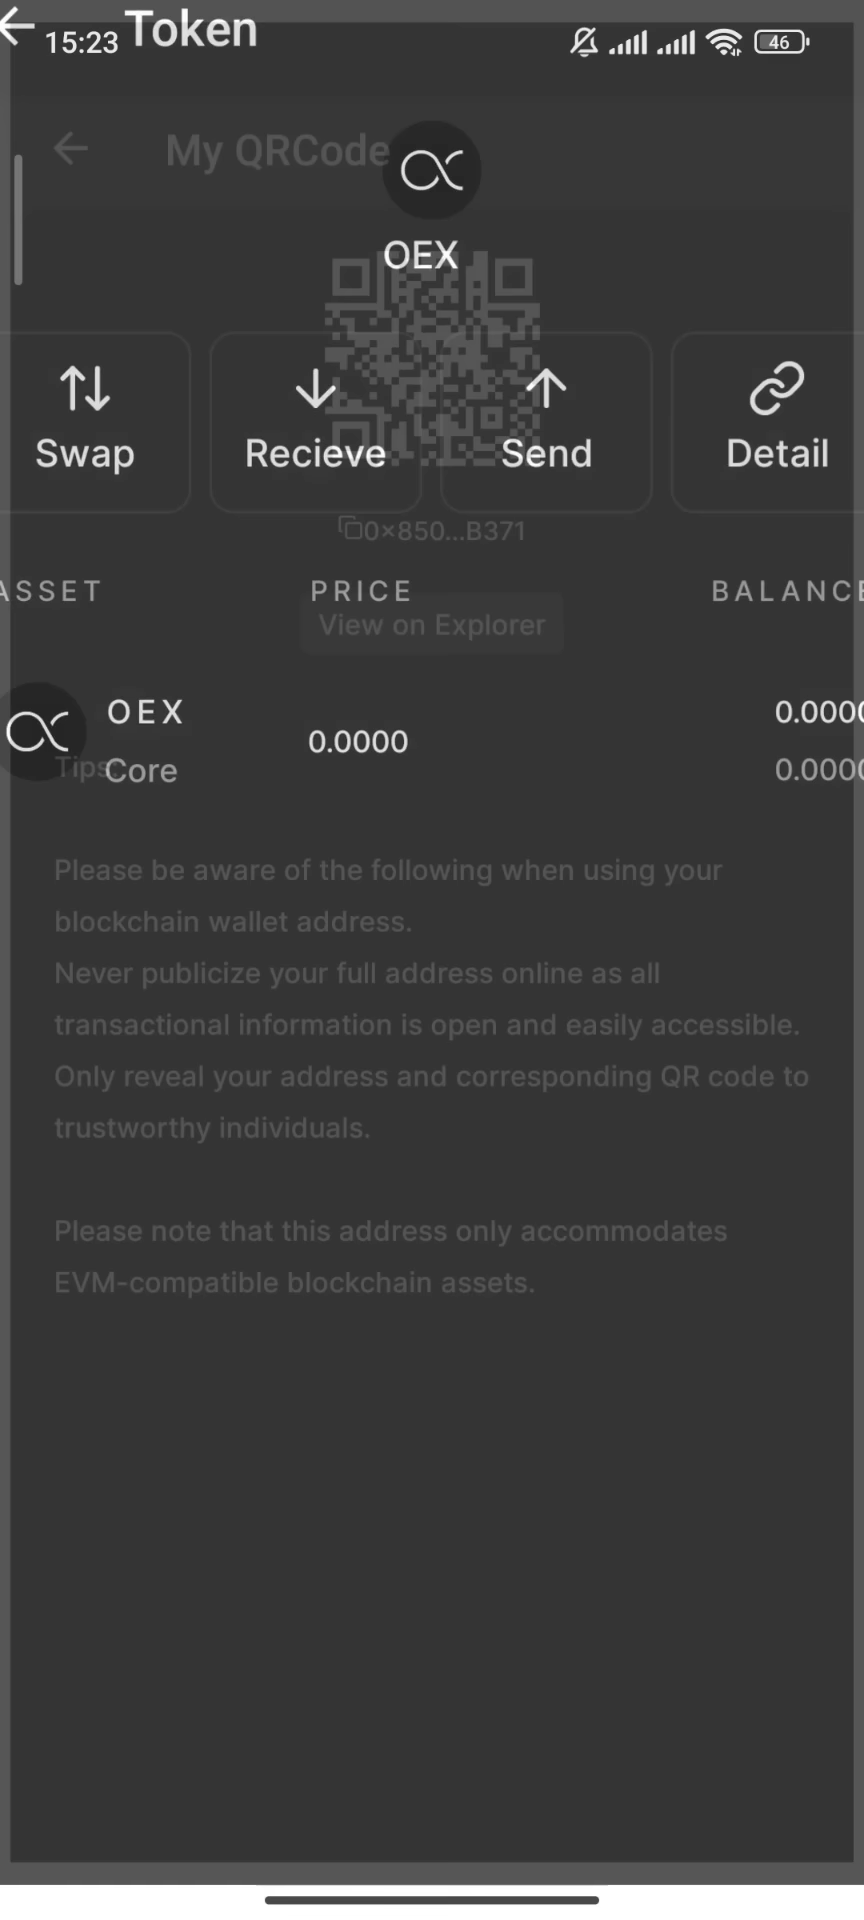 15:23 Token 46
My QRCode
OEX
Swap Recieve Send Detail
0×850...B371
ASSET PRICE BALANCE
View on Explorer
OEX 0.0000
0.0000
Tips Core 0.0000
Please be aware of the following when using your
blockchain wallet address.
Never publicize your full address online as all
transactional information is open and easily accessible.
Only reveal your address and corresponding QR code to
trustworthy individuals.
Please note that this address only accommodates
EVM-compatible blockchain assets.